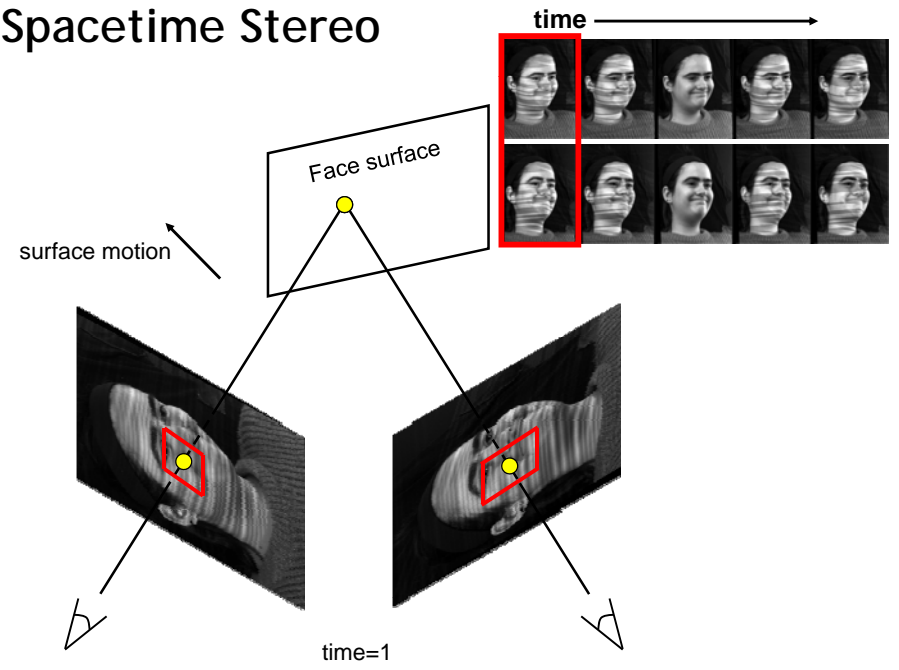 Spacetime Stereo
time
Face surface
surface motion
time=1